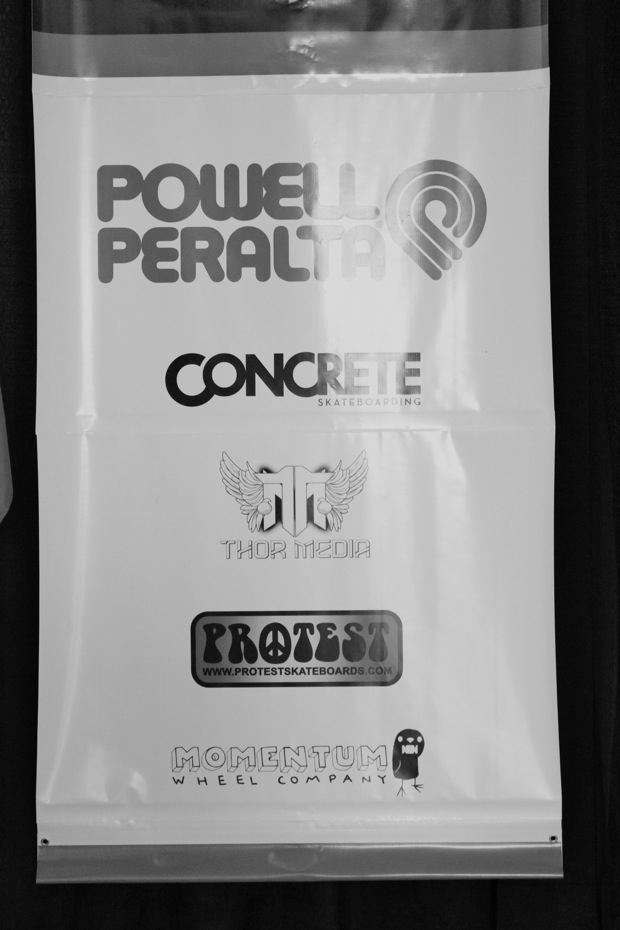 POWELL
PERALTA
CONCRETE
SKATEBOARDING
THOR MEDIA
PROTEST
WWW.PROTESTSKATEBOARDS.COM
MOMENTUM
WHEEL COMPANY